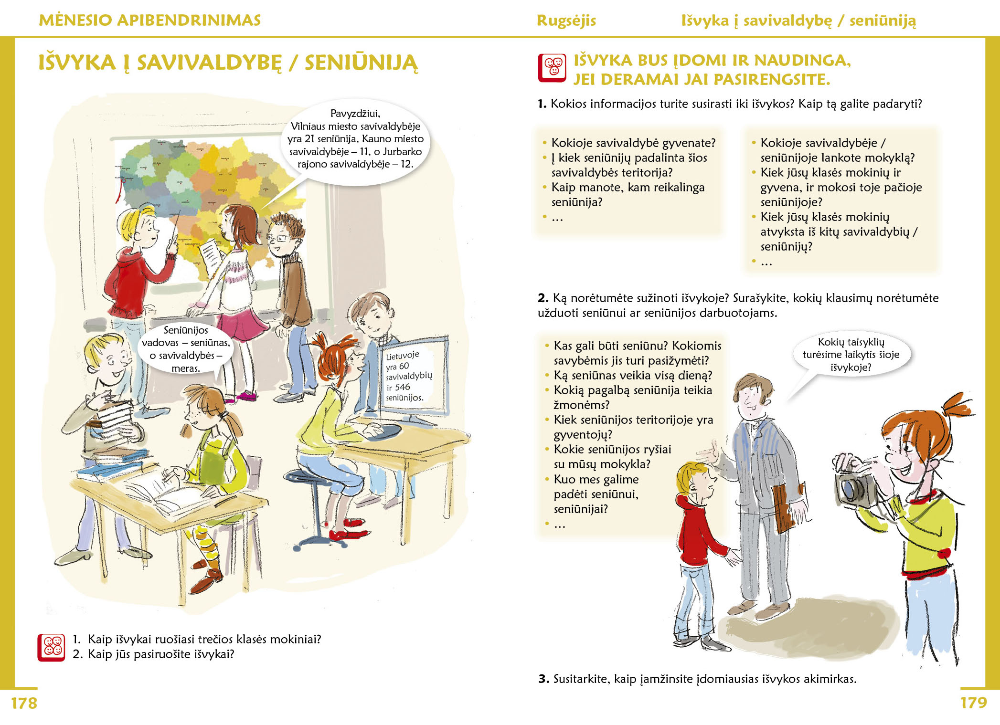 MĖNESIO APIBENDRINIMAS
IŠVYKA Į SAVIVALDYBĘ / SENIŪNIJĄ
Pavyzdžiui,
Vilniaus miesto savivaldybėje
yra 21 seniūnija, Kauno miesto
savivaldybėje – 11, o Jurbarko
rajono savivaldybėje – 12.
Seniūnijos
vadovas – seniūnas,
o savivaldybės –
meras.
Lietuvoje
yra 60
savivaldybių
ir 546
seniūnijos.
1. Kaip išvykai ruošiasi trečios klasės mokiniai?
2. Kaip jūs pasiruošite išvykai?
178
Rugsėjis
Išvyka į savivaldybę / seniūniją
IŠVYKA BUS ĮDOMI IR NAUDINGA,
JEI DERAMAI JAI PASIRENGSITE.
1. Kokios informacijos turite susirasti iki išvykos? Kaip tą galite padaryti?
• Kokioje savivaldybė gyvenate?
• Į kiek seniūnijų padalinta šios
savivaldybės teritorija?
• Kaip manote, kam reikalinga
seniūnija?
• ...
• Kokioje savivaldybėje /
seniūnijoje lankote mokyklą?
• Kiek jūsų klasės mokinių ir
gyvena, ir mokosi toje pačioje
seniūnijoje?
• Kiek jūsų klasės mokinių
atvyksta iš kitų savivaldybių /
seniūnijų?
• ...
2. Ką norėtumėte sužinoti išvykoje? Surašykite, kokių klausimų norėtumėte
užduoti seniūnui ar seniūnijos darbuotojams.
• Kas gali būti seniūnu? Kokiomis
savybėmis jis turi pasižymėti?
• Ką seniūnas veikia visą dieną?
• Kokią pagalbą seniūnija teikia
žmonėms?
• Kiek seniūnijos teritorijoje yra
gyventojų?
• Kokie seniūnijos ryšiai
su mūsų mokykla?
• Kuo mes galime
padėti seniūnui,
seniūnijai?
• ...
Kokių taisyklių
turėsime laikytis šioje
išvykoje?
3. Susitarkite, kaip įamžinsite įdomiausias išvykos akimirkas.
179